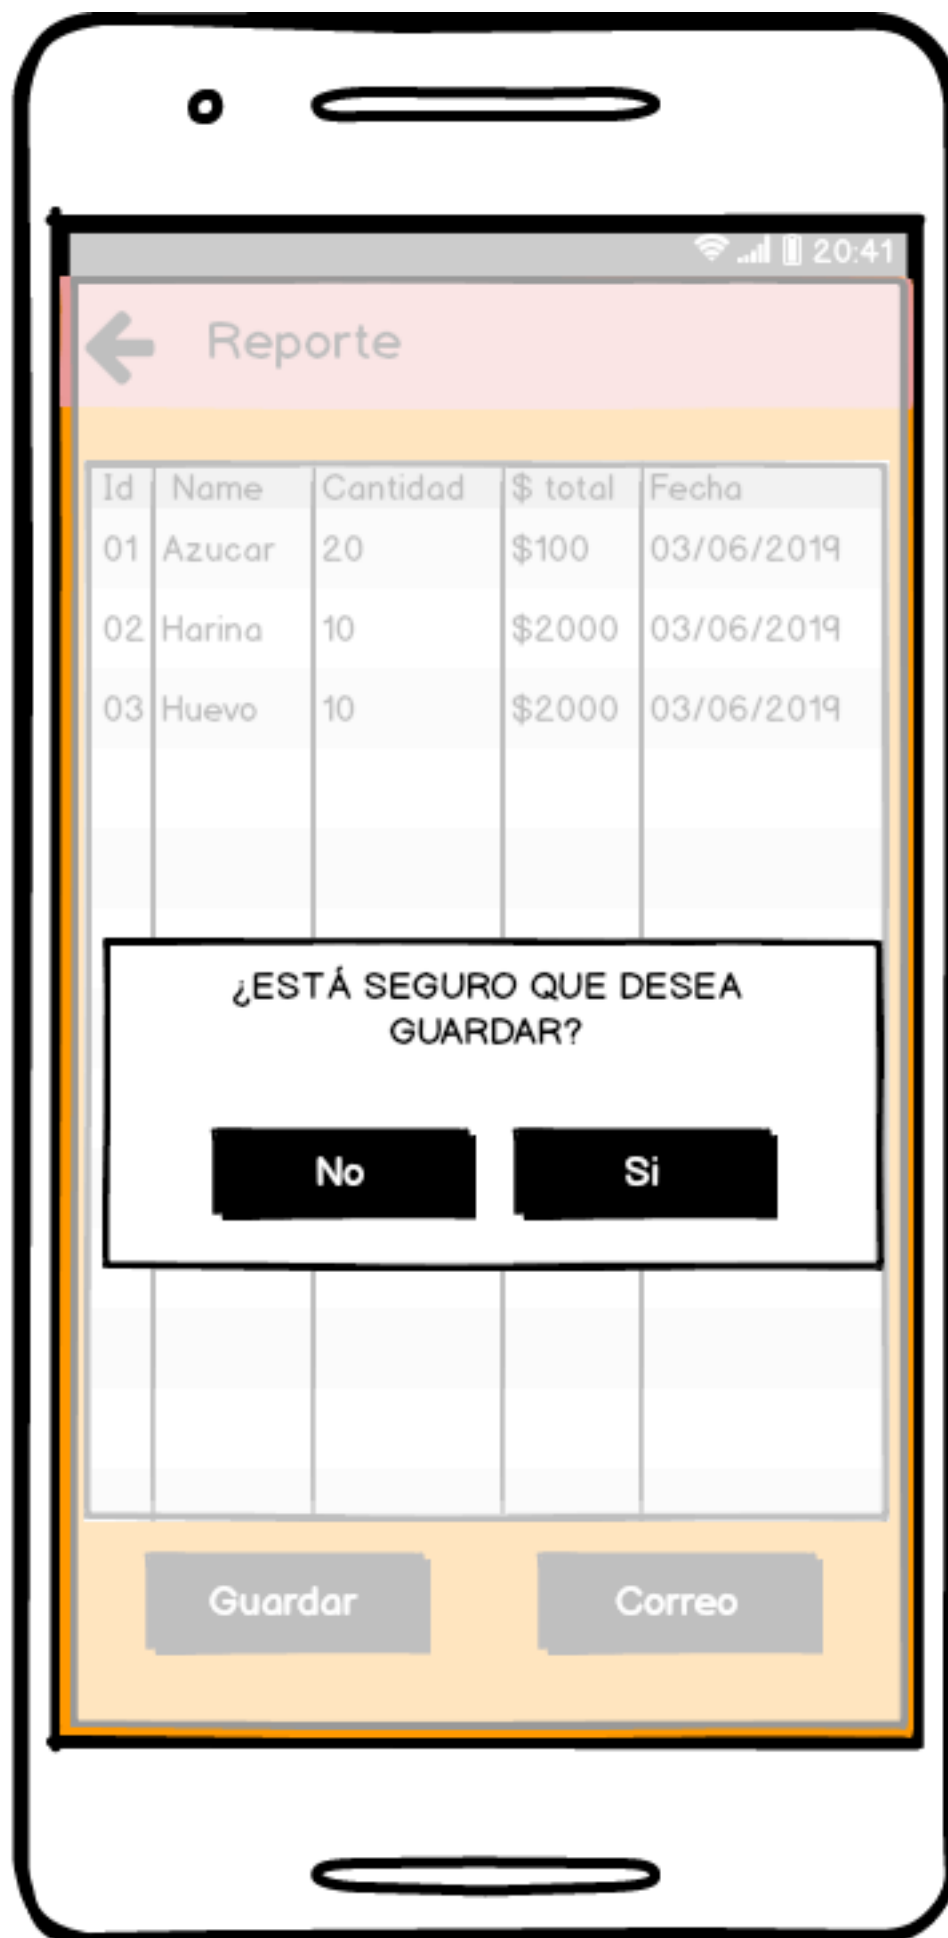 20:41
Reporte
Id Name Cantidad $ total Fecha
01 Azucar 20 $100 03/06/2019
02 Harina 10 $2000 03/06/2019
03 Huevo 10 $2000 03/06/2019
¿ESTÁ SEGURO QUE DESEA
GUARDAR?
No Si
Guardar Correo